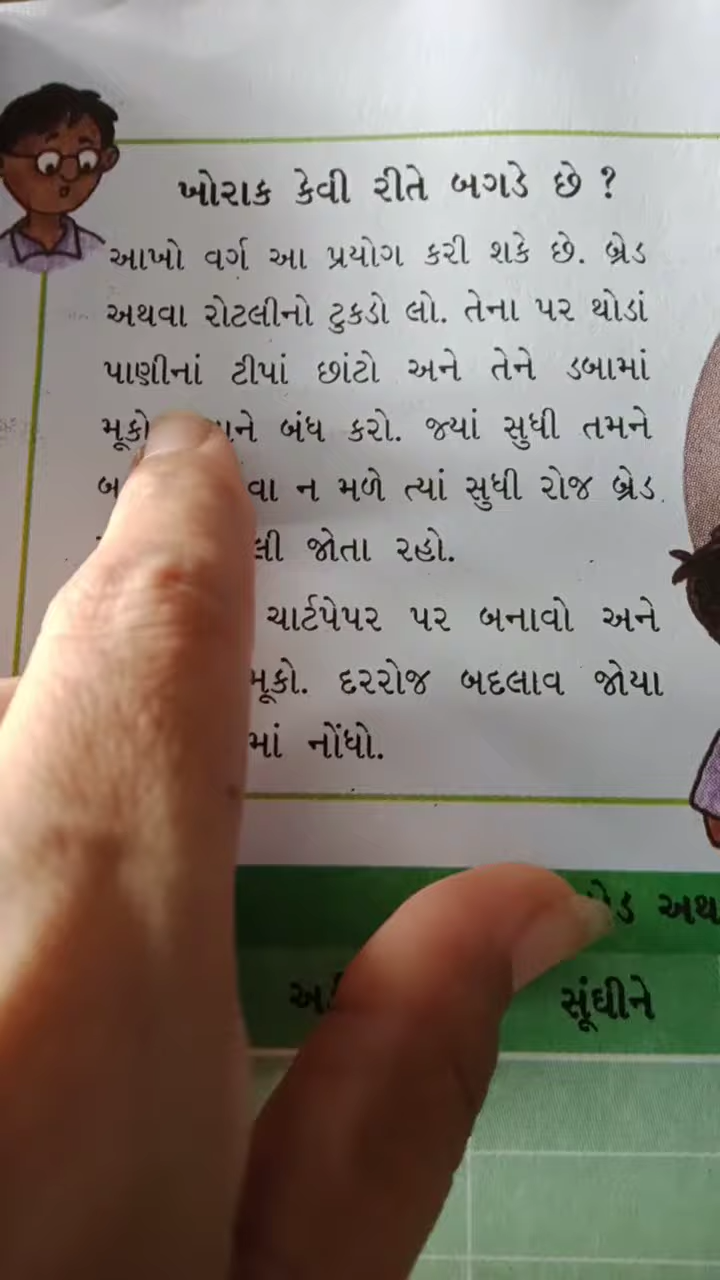 ખોરાક કેવી રીતે બગડે છે ?
આખો વર્ગ આ પ્રયોગ કરી શકે છે. બ્રેડ
અથવા રોટલીનો ટુકડો લો. તેના પર થોડાં
પાણીનાં ટીપાં છાંટો અને તેને ડબામાં
મૂકો બંધ કરો. જ્યાં સુધી તમને
ન મળે ત્યાં સુધી રોજ બ્રેડ
જોતા રહો.
ચાર્ટપેપર પર બનાવો અને
મૂકો. દરરોજ બદલાવ જોયા
નોંધો.
સૂંઘીને